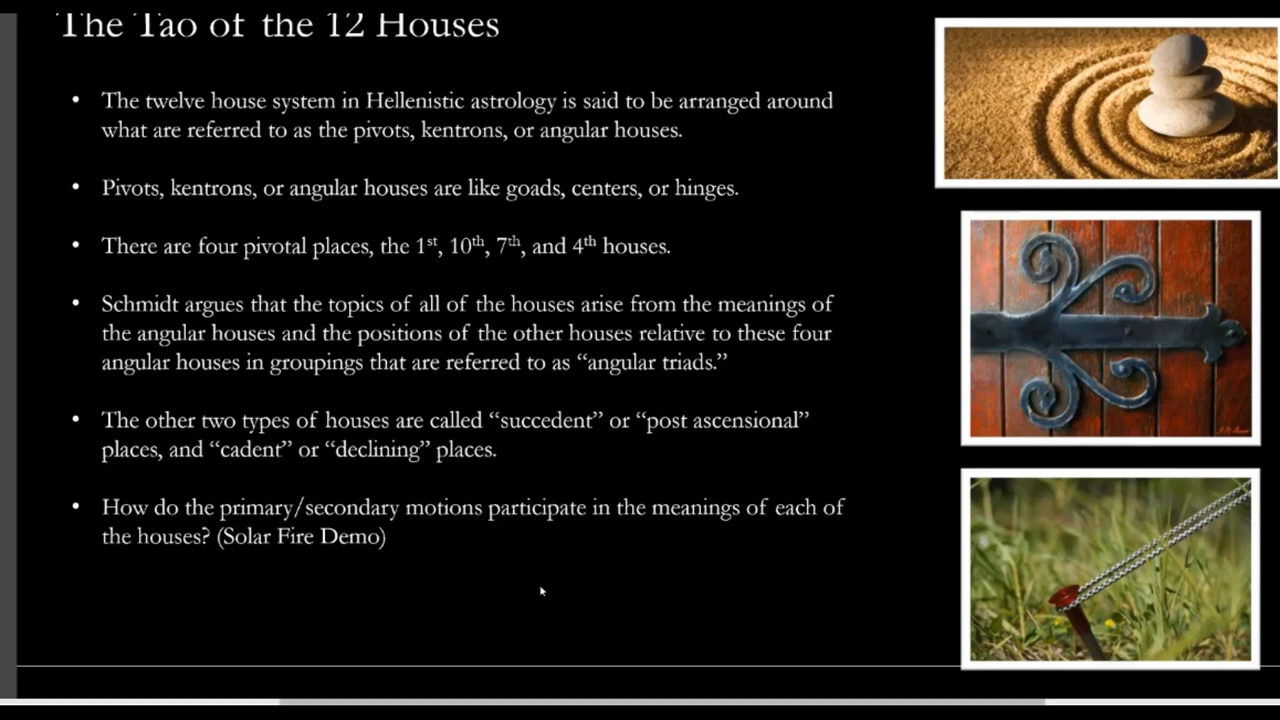 The Tao of the 12 Houses
• The twelve house system in Hellenistic astrology is said to be arranged around
what are referred to as the pivots, kentrons, or angular houses.
• Pivots, kentrons, or angular houses are like goads, centers, or hinges.
• There are four pivotal places, the 1st, 10th, 7th, and 4th houses.
• Schmidt argues that the topics of all of the houses arise from the meanings of
the angular houses and the positions of the other houses relative to these four
angular houses in groupings that are referred to as “angular triads.”
• The other two types of houses are called “succedent” or “post ascensional”
places, and “cadent” or “declining” places.
• How do the primary/secondary motions participate in the meanings of each of
the houses? (Solar Fire Demo)